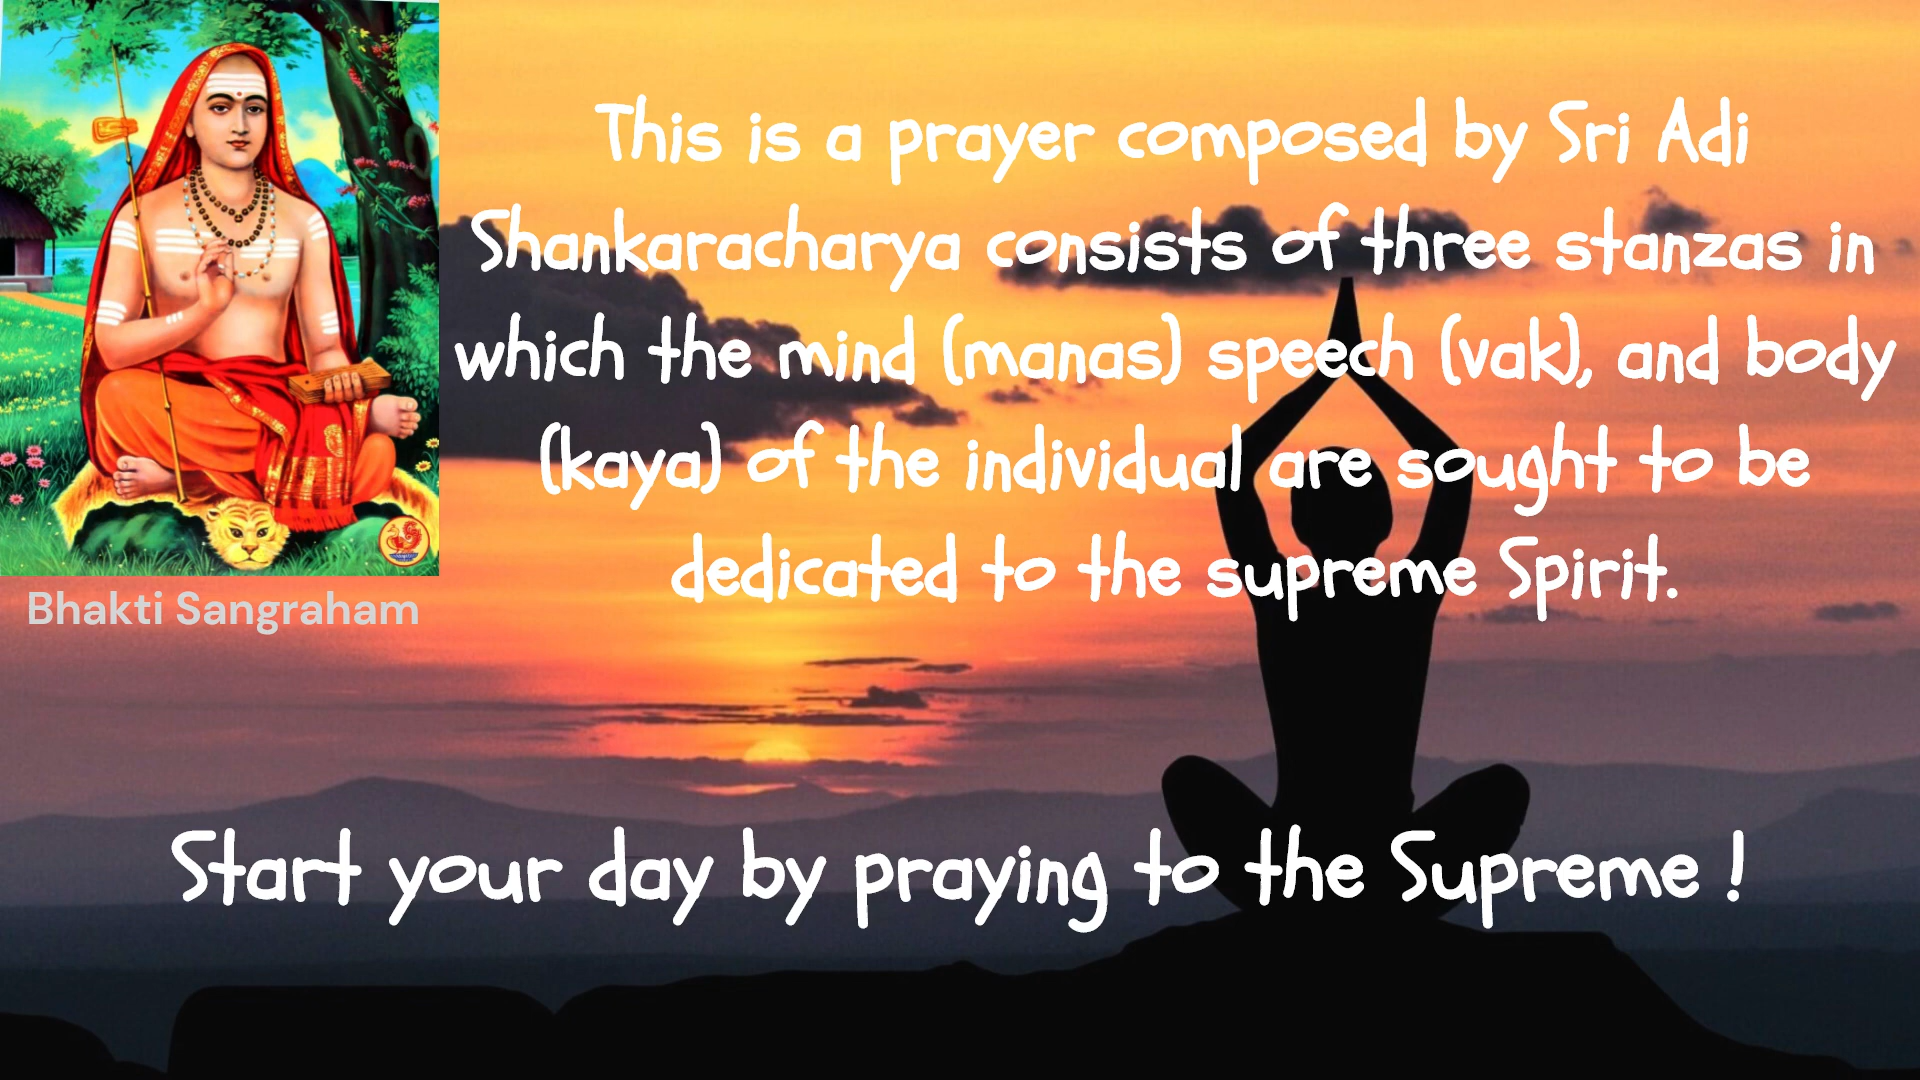 This is a prayer composed by Sri Adi
Shankaracharya consists of three stanzas in
which the mind (manas) speech (vak), and body
(kaya) of the individual are sought to be
dedicated to the supreme Spirit.
Bhakti Sangraham
Start your day by praying to the Supreme !